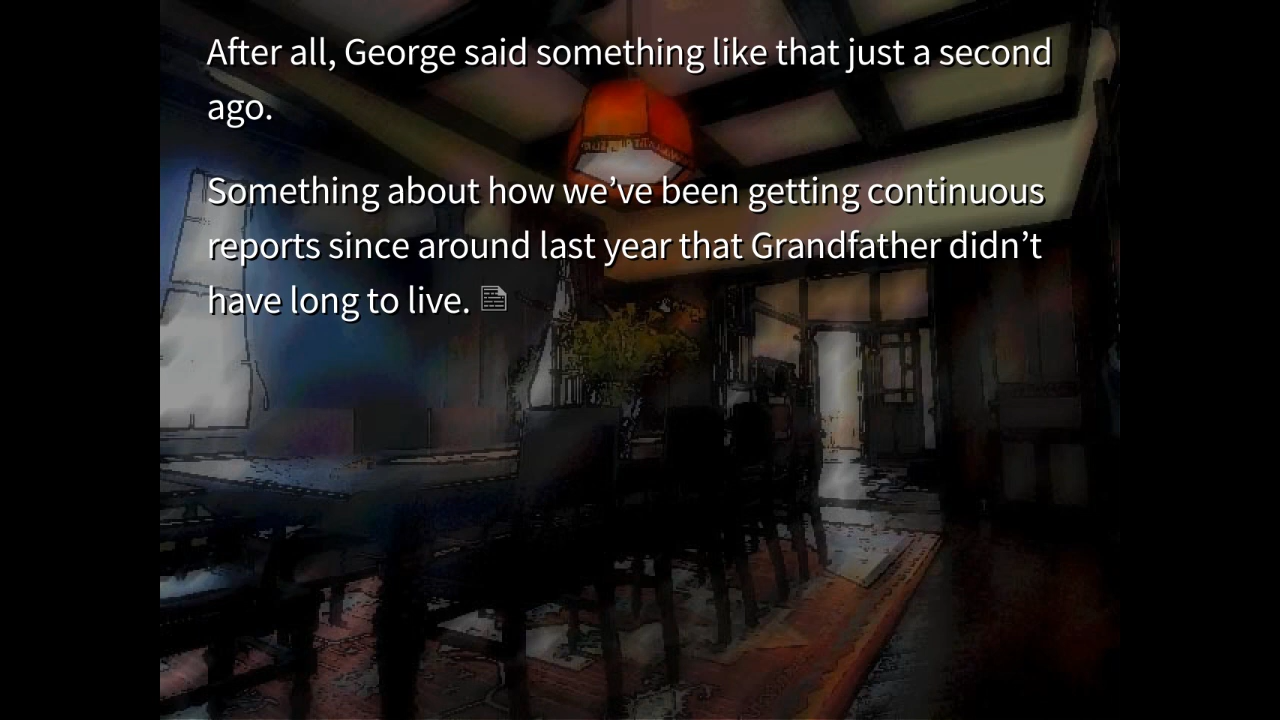 After all, George said something like that just a second
ago.
Something about how we’ve been getting continuous
reports since around last year that Grandfather didn’t
have long to live.